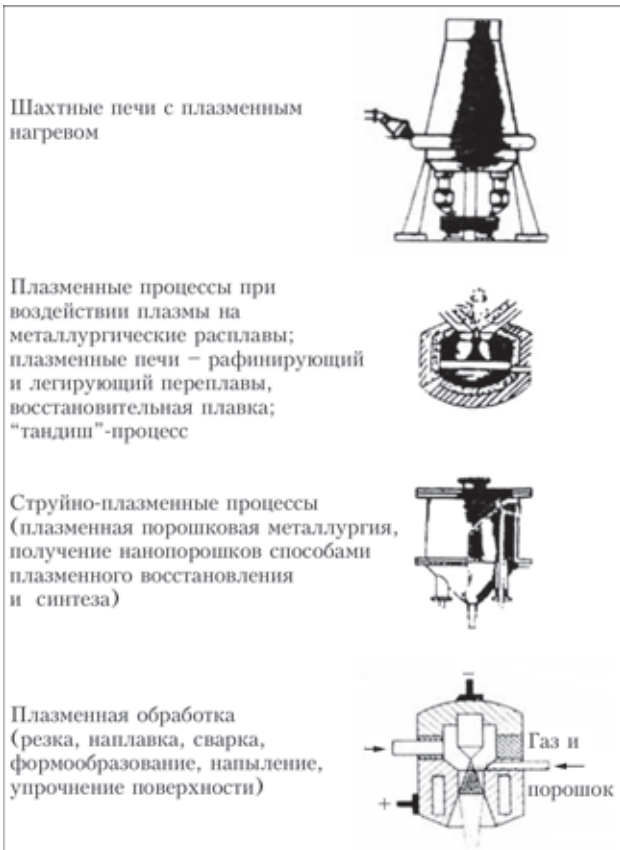 Шахтные печи с плазменным
нагревом
Плазменные процессы при
воздействии плазмы на
металлургические расплавы;
плазменные печи – рафинирующий
и легирующий переплавы,
восстановительная плавка;
“тандиш”-процесс
Струйно-плазменные процессы
(плазменная порошковая металлургия,
получение нанопорошков способами
плазменного восстановления
и синтеза)
Плазменная обработка
(резка, наплавка, сварка,
формообразование, напыление,
упрочнение поверхности)
–
Газ и
порошок
+